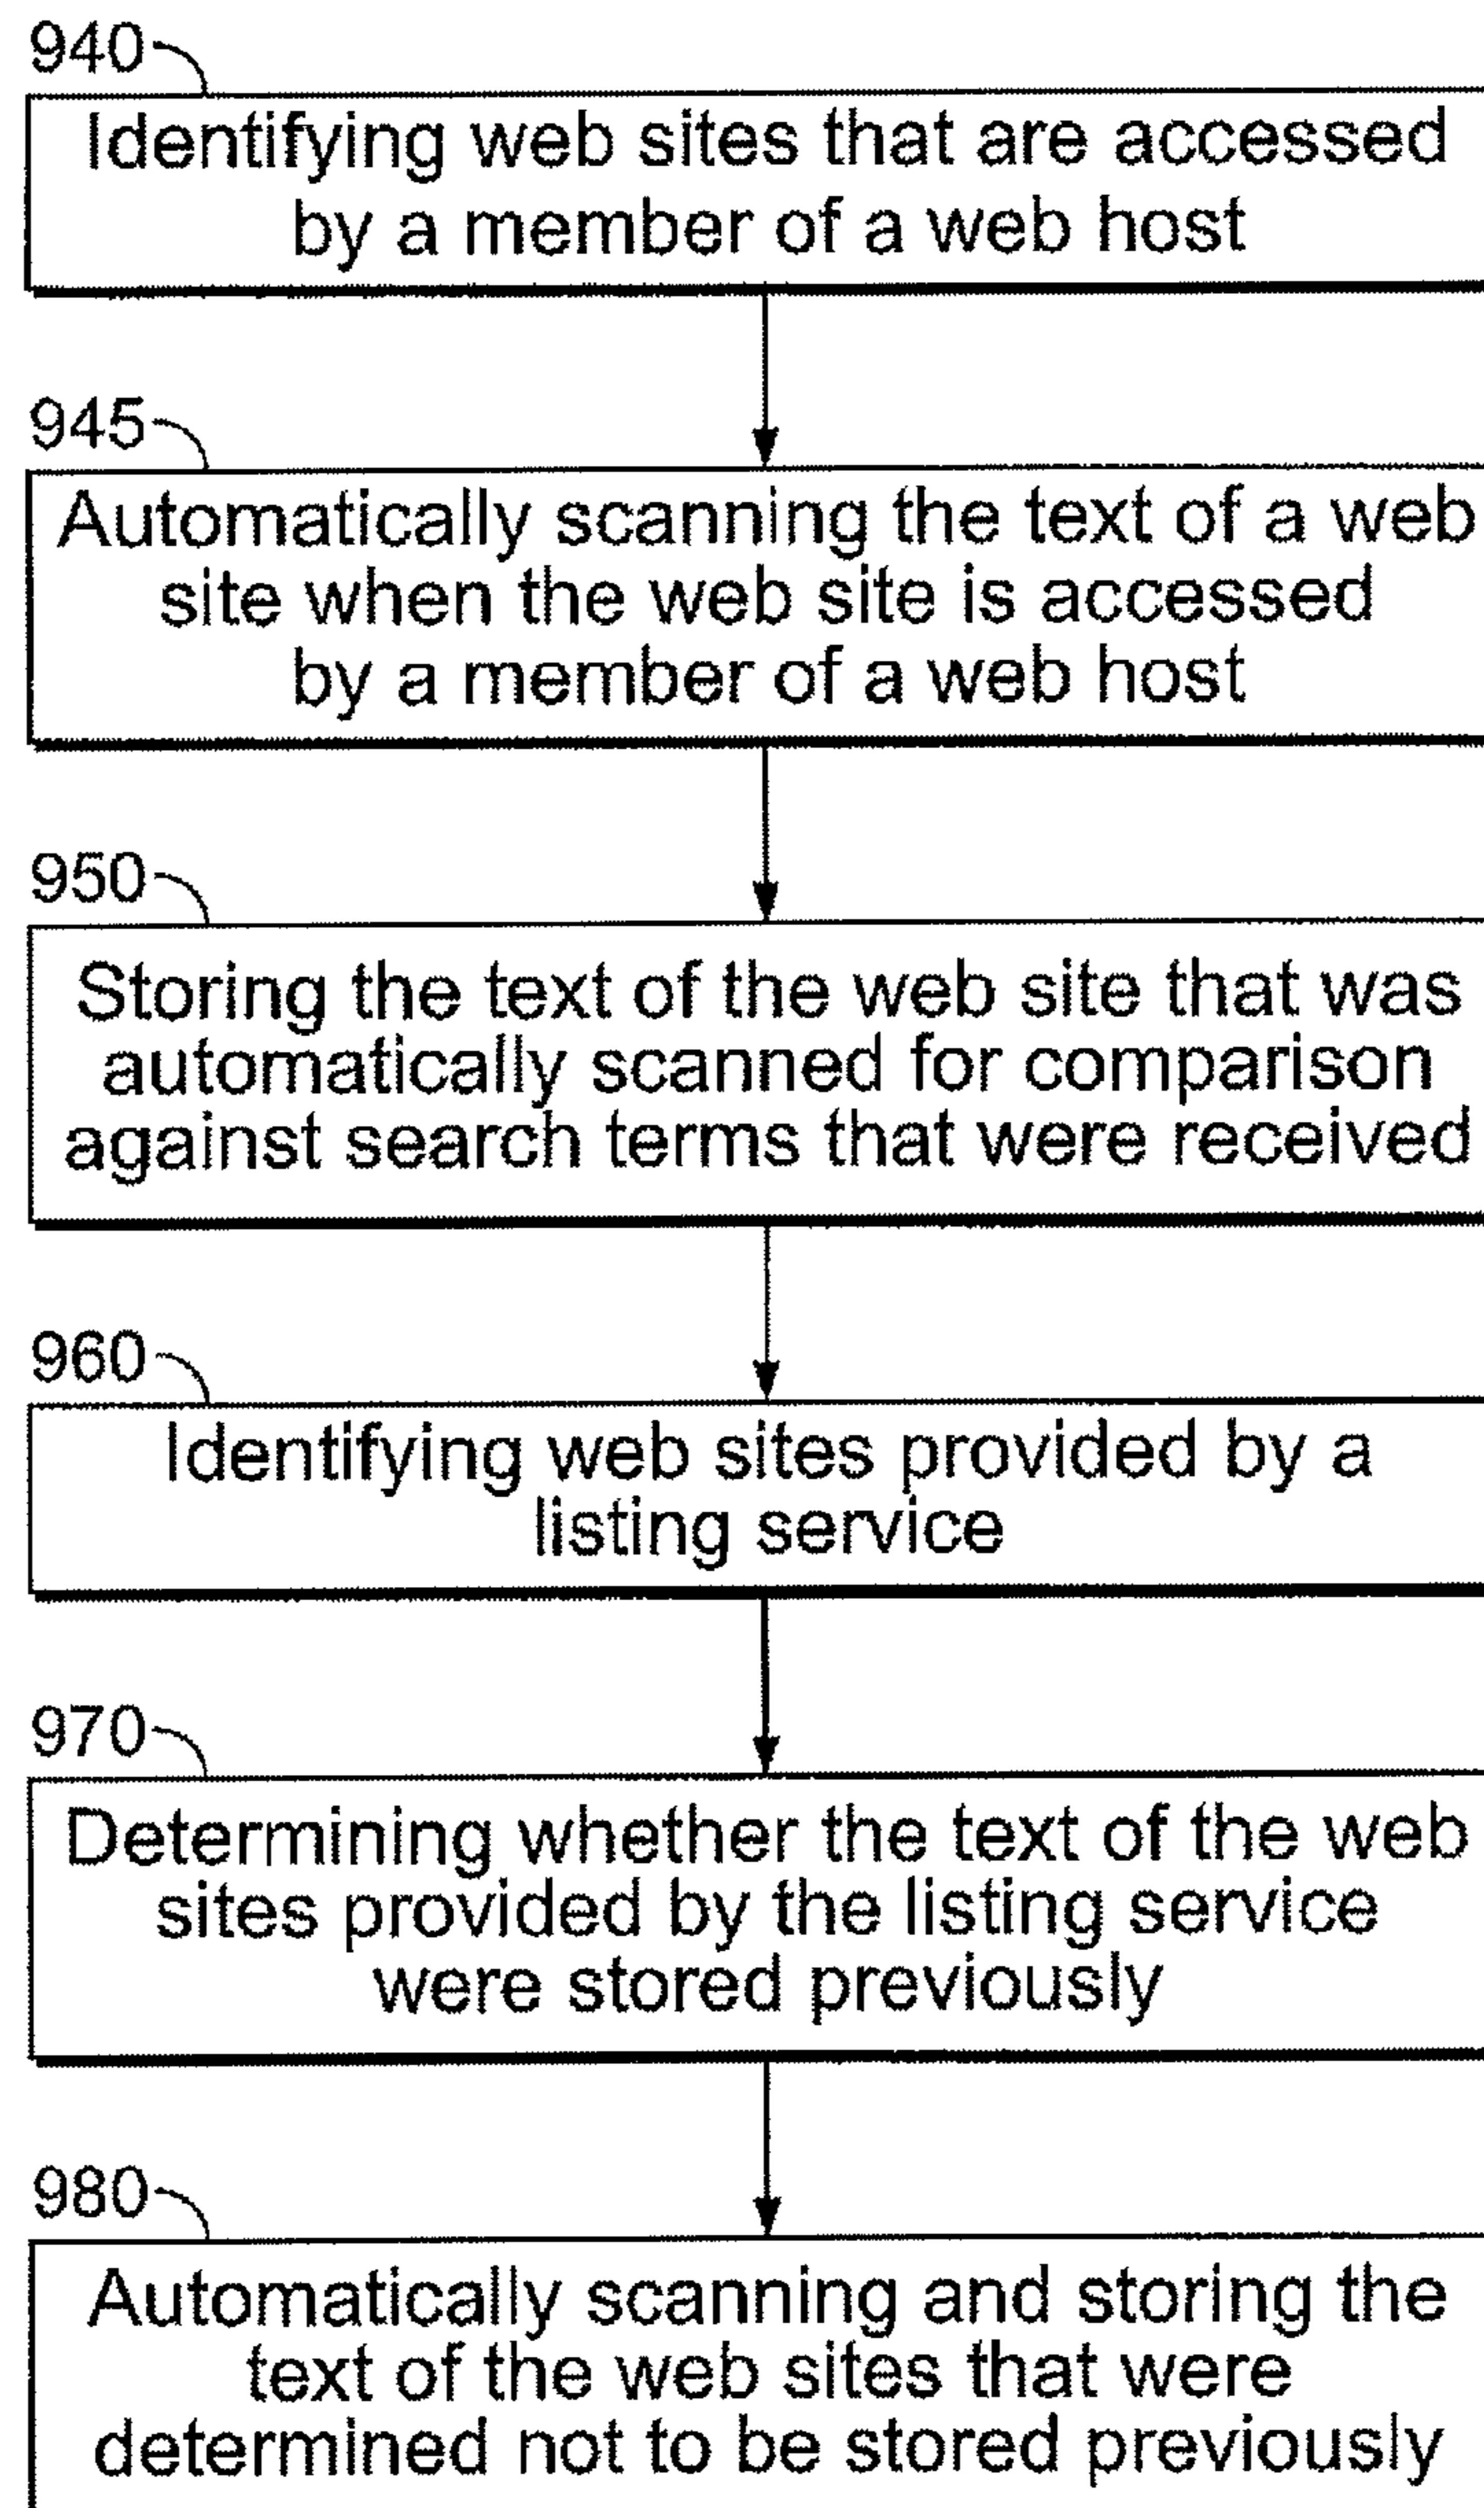 940
Identifying web sites that are accessed
by a member of a web host
945
Automatically scanning the text of a web
site when the web site is accessed
by a member of a web host
950
Storing the text of the web site that was
automatically scanned for comparison
against search terms that were received
960
Identifying web sites provided by a
listing service
970
Determining whether the text of the web
sites provided by the listing service
were stored previously
980
Automatically scanning and storing the
text of the web sites that were
determined not to be stored previously